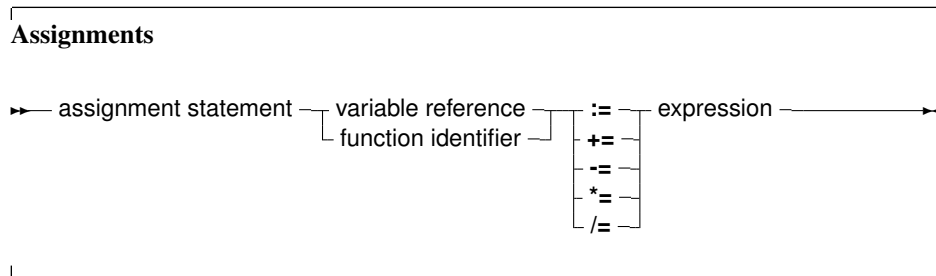 Assignments
assignment statement variable reference := expression
function identifier +=
-=
*=
/=